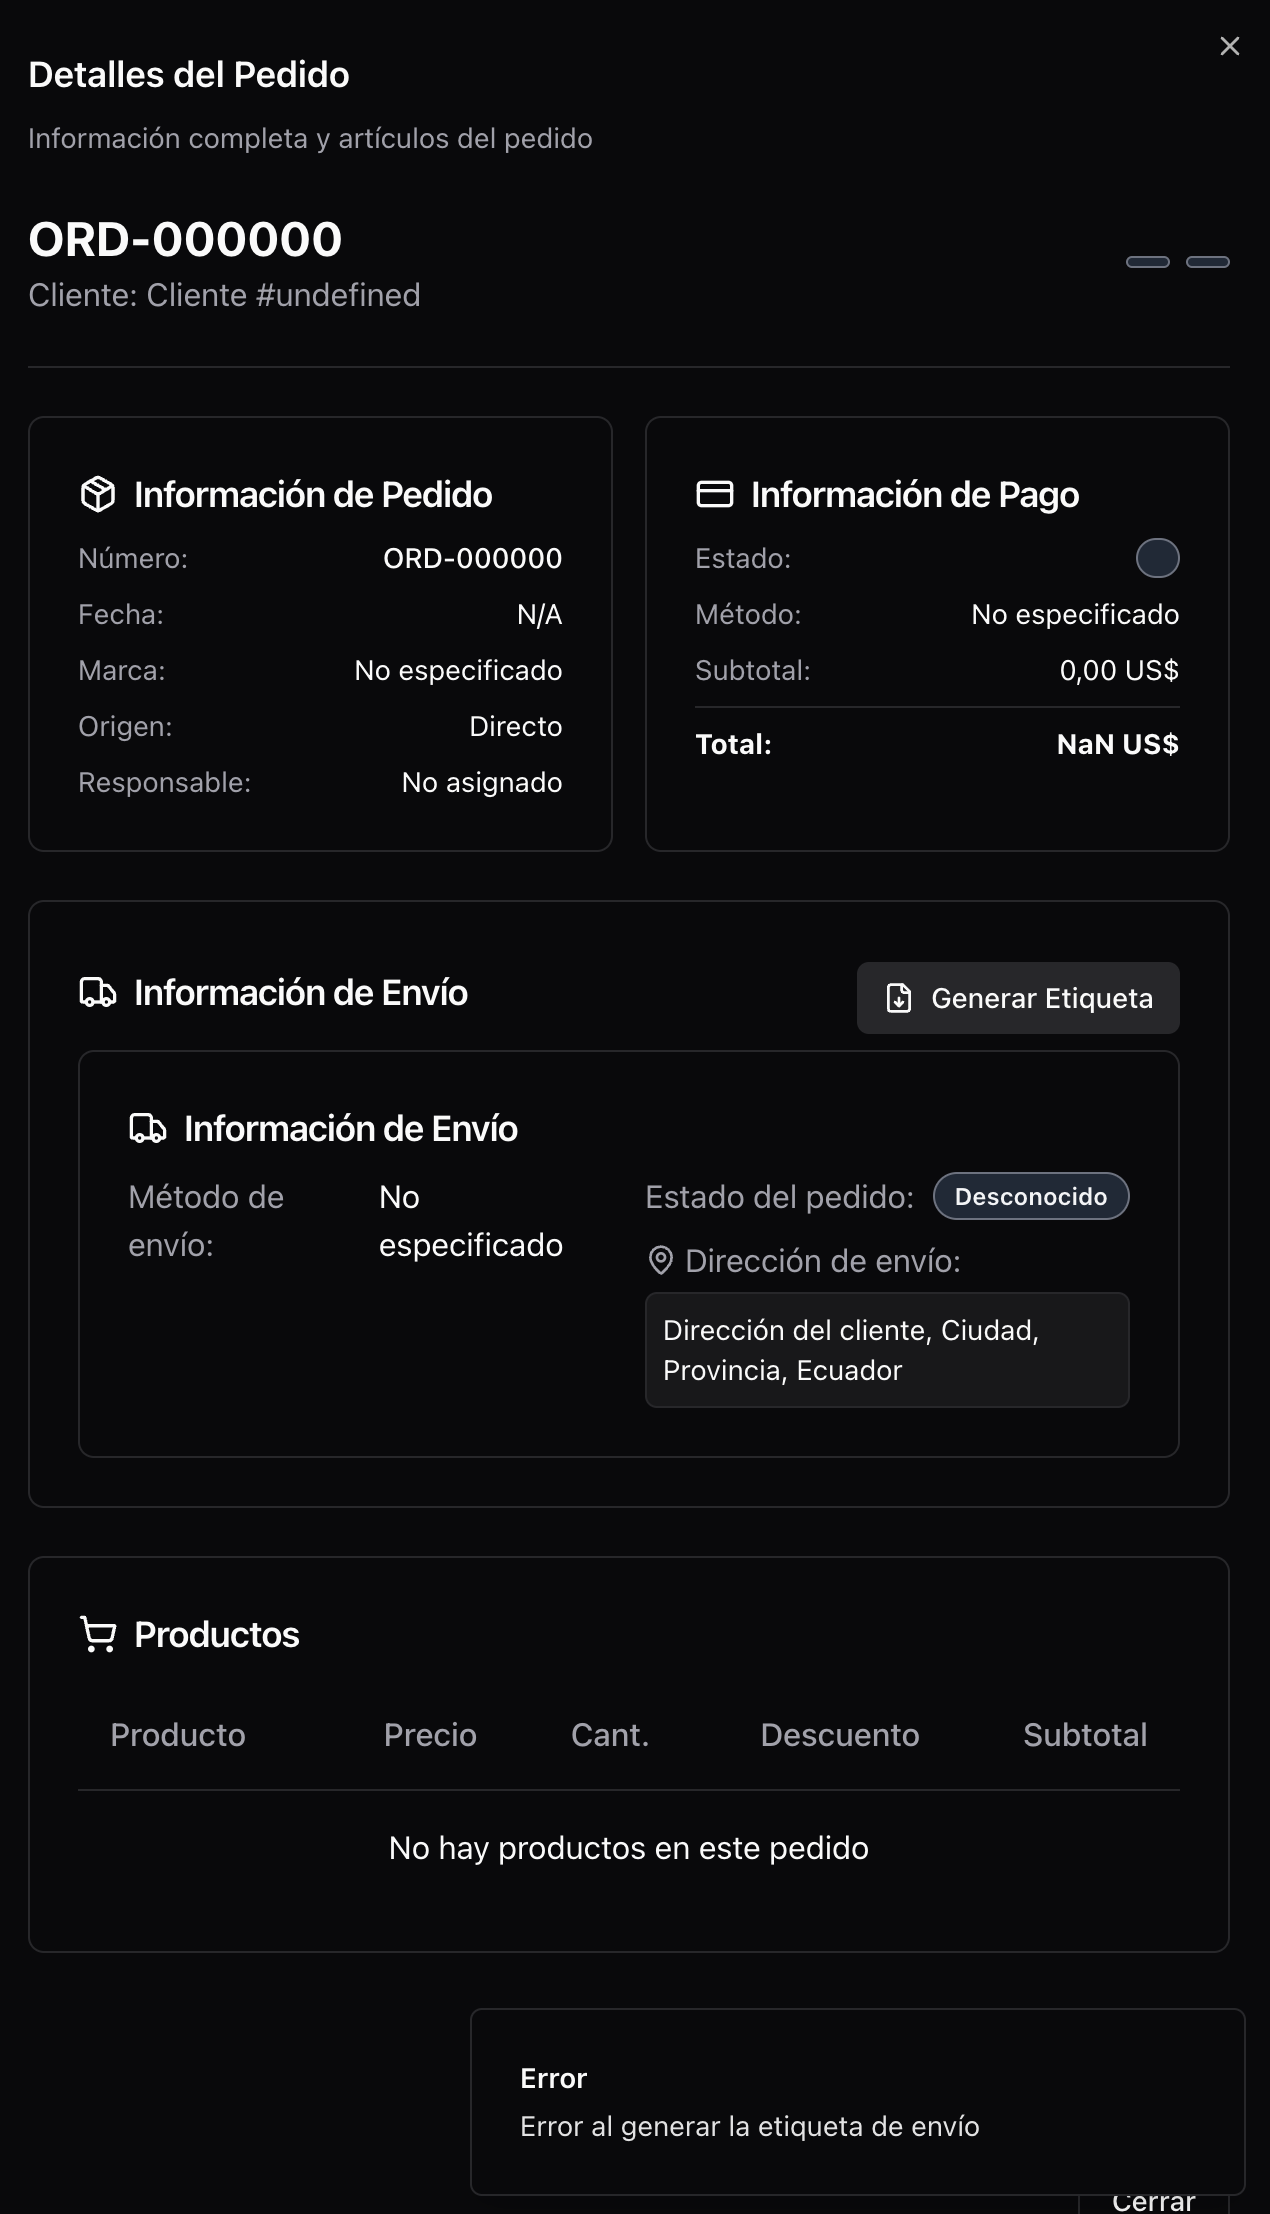 Detalles del Pedido
Información completa y artículos del pedido
ORD-000000
Cliente: Cliente #undefined
Información de Pedido
Número: ORD-000000
Fecha: N/A
Marca: No especificado
Origen: Directo
Responsable: No asignado
Información de Pago
Estado:
Método: No especificado
Subtotal: 0,00 US$
Total: NaN US$
Información de Envío
Generar Etiqueta
Información de Envío
Método de envío: No especificado
Estado del pedido: Desconocido
Dirección de envío:
Dirección del cliente, Ciudad,
Provincia, Ecuador
Productos
Producto Precio Cant. Descuento Subtotal
No hay productos en este pedido
Error
Error al generar la etiqueta de envío
Cerrar